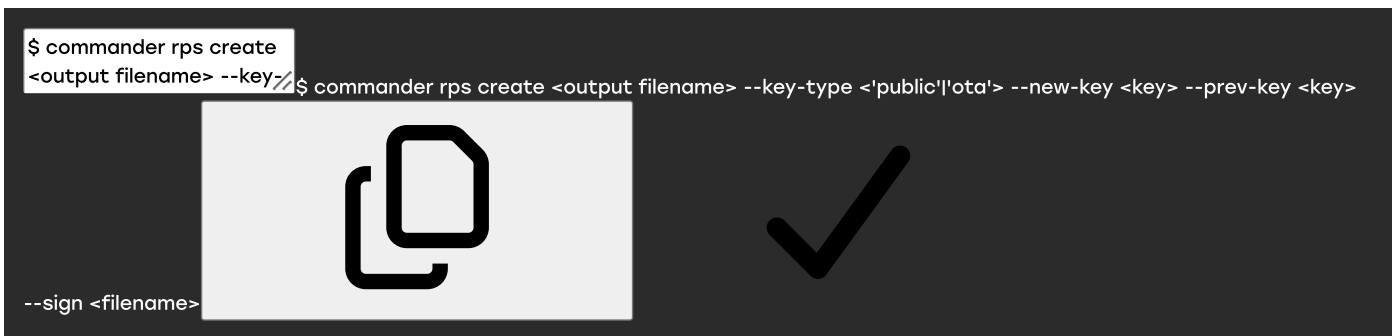 $ commander rps create
<output filename> --key-
$ commander rps create <output filename> --key-type <'public'|'ota'> --new-key <key> --prev-key <key>
--sign <filename>